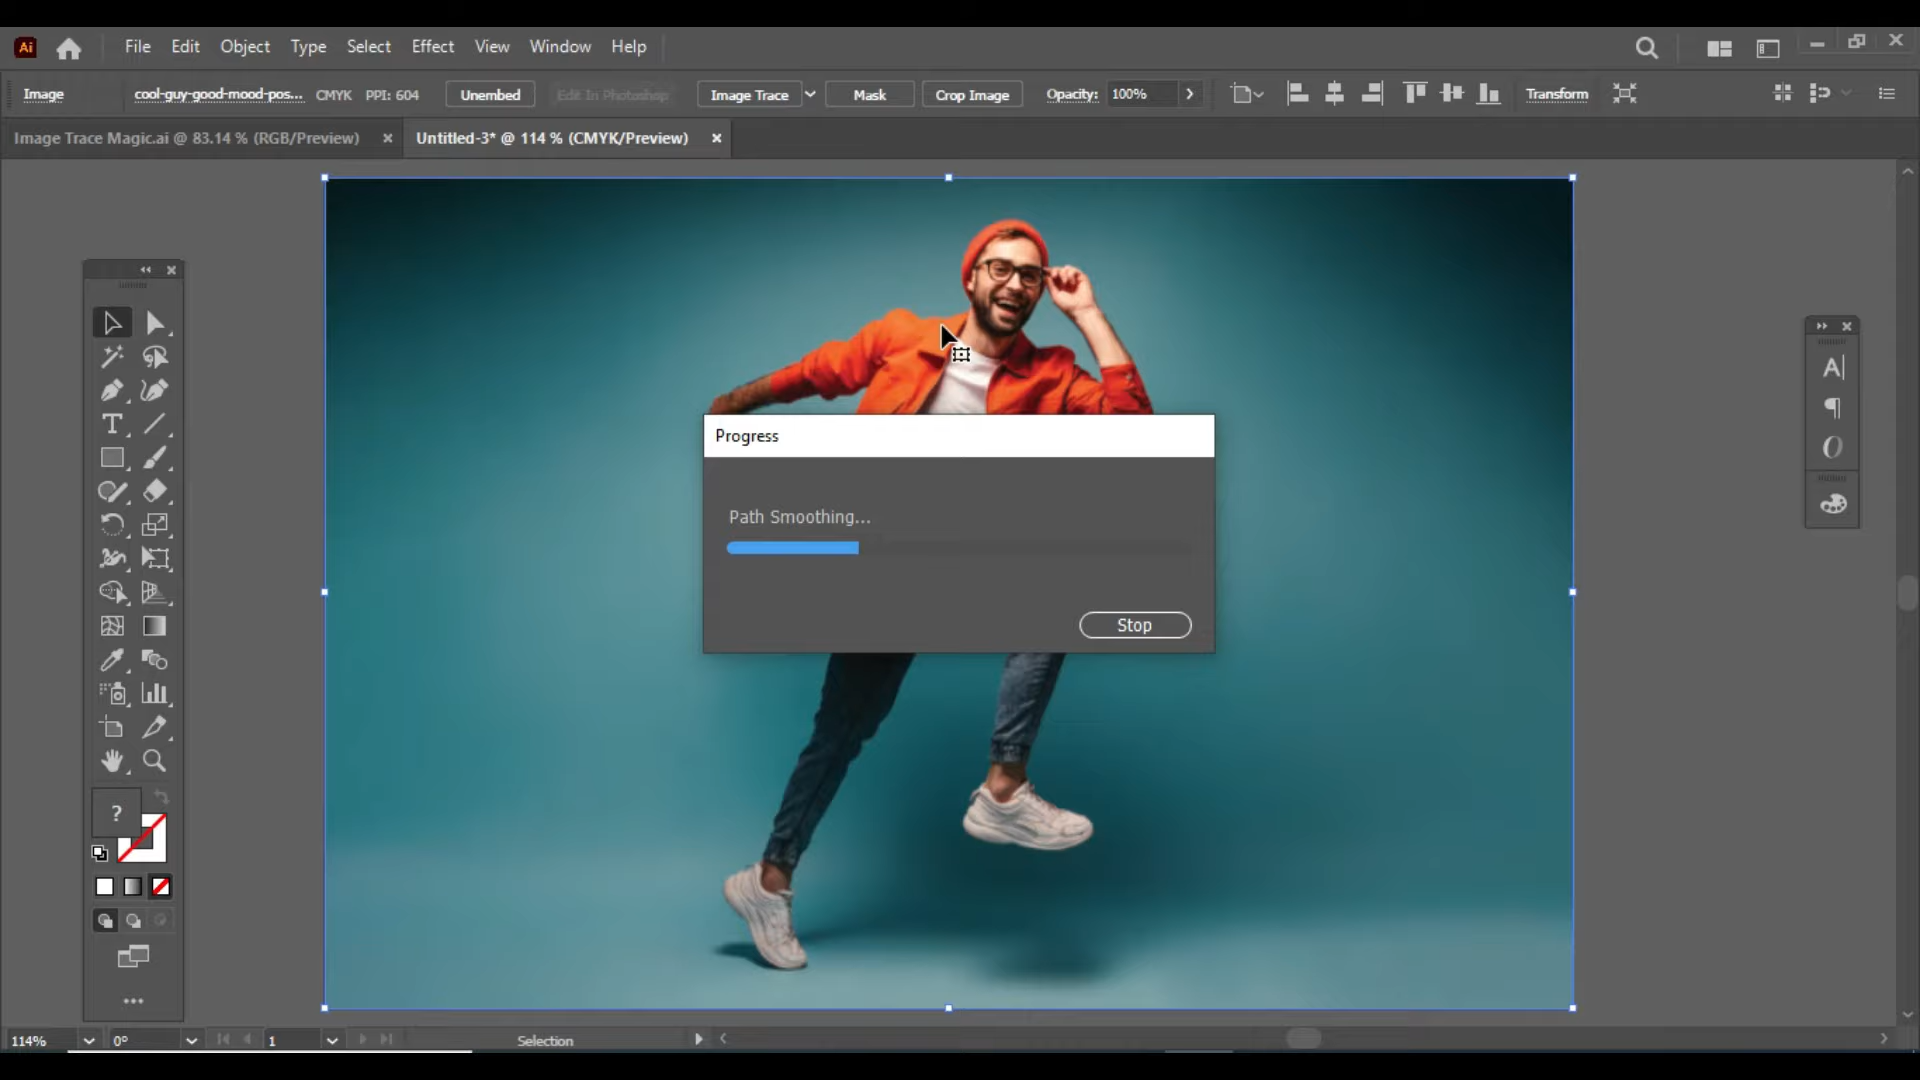 Ai File Edit Object Type Select Effect View Window Help
Image cool-guy-good-mood-pos... CMYK PPI: 604 Unembed Edit In Photoshop Image Trace Mask Crop Image Opacity: 100% Transform
Image Trace Magic.ai @ 83.14 % (RGB/Preview) Untitled-3* @ 114 % (CMYK/Preview)
Progress
Path Smoothing...
Stop
114% 0° 1 Selection